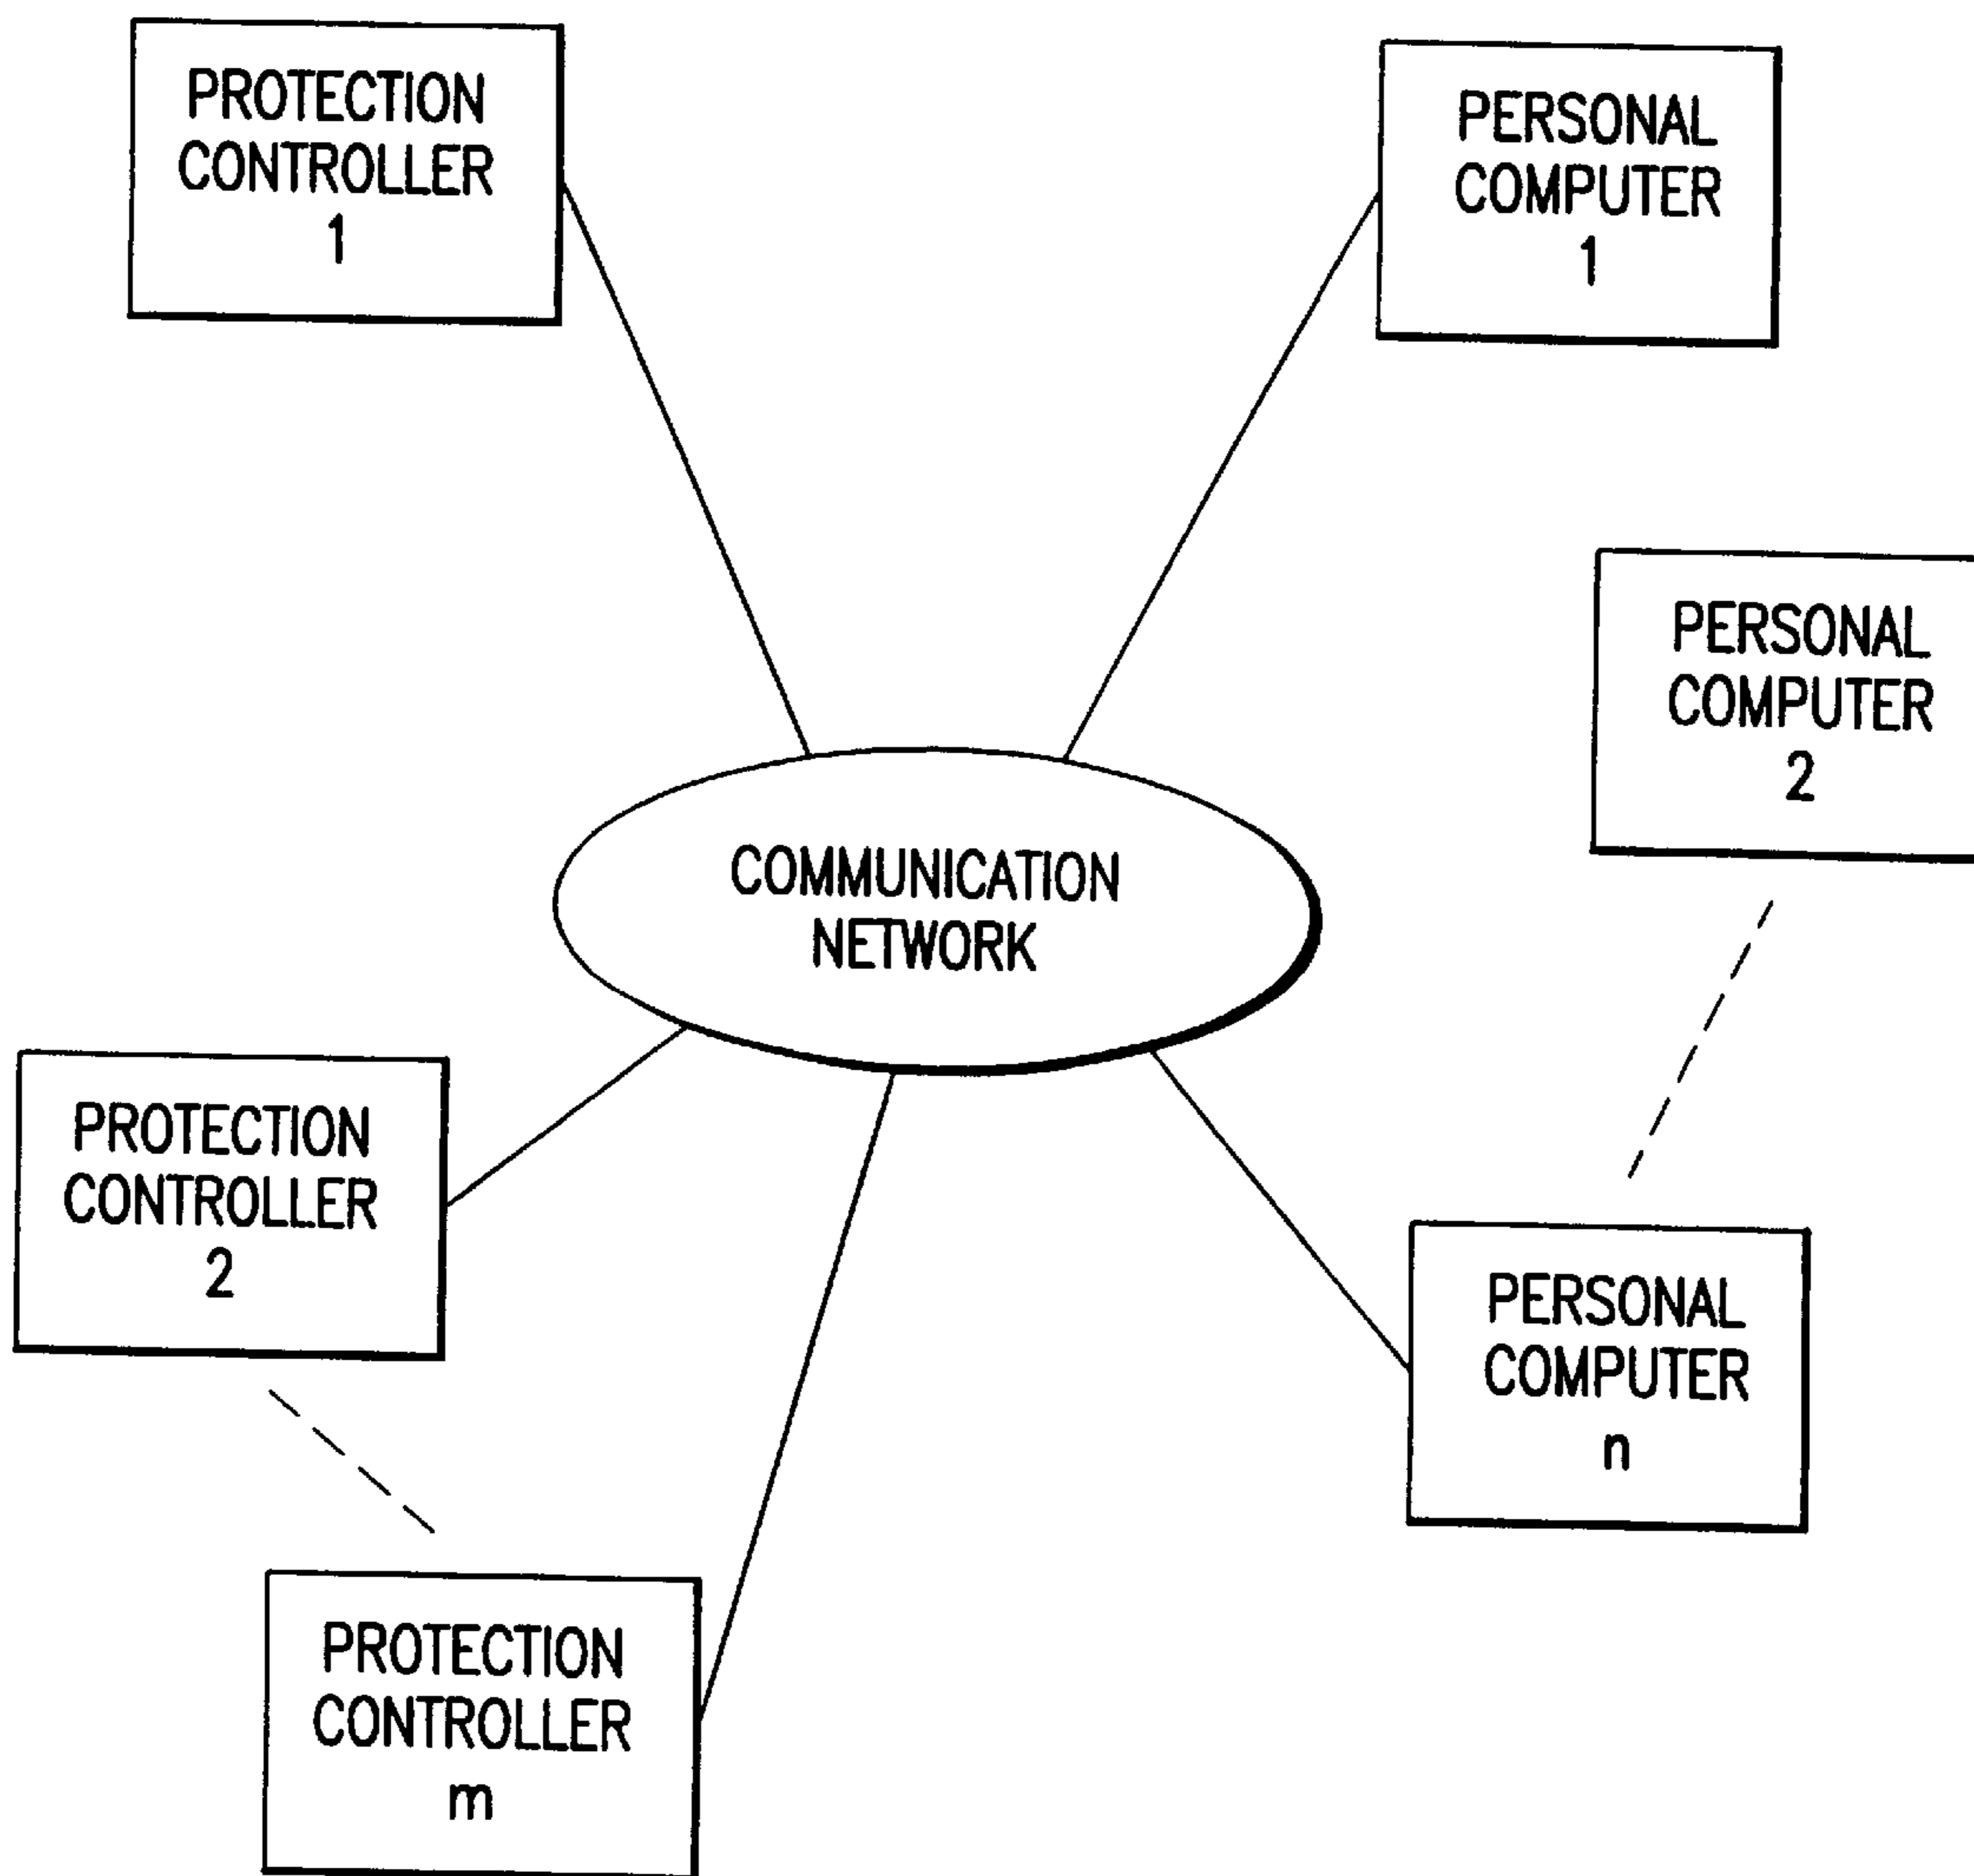 PROTECTION
CONTROLLER
1
PERSONAL
COMPUTER
1
PERSONAL
COMPUTER
2
COMMUNICATION
NETWORK
PROTECTION
CONTROLLER
2
PERSONAL
COMPUTER
n
PROTECTION
CONTROLLER
m